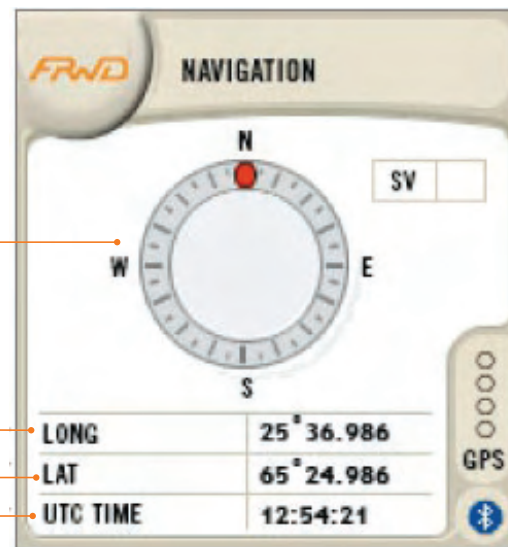 FRWD
NAVIGATION
N
SV
W
E
S
LONG 25°36.986
LAT 65°24.986
UTC TIME 12:54:21
GPS